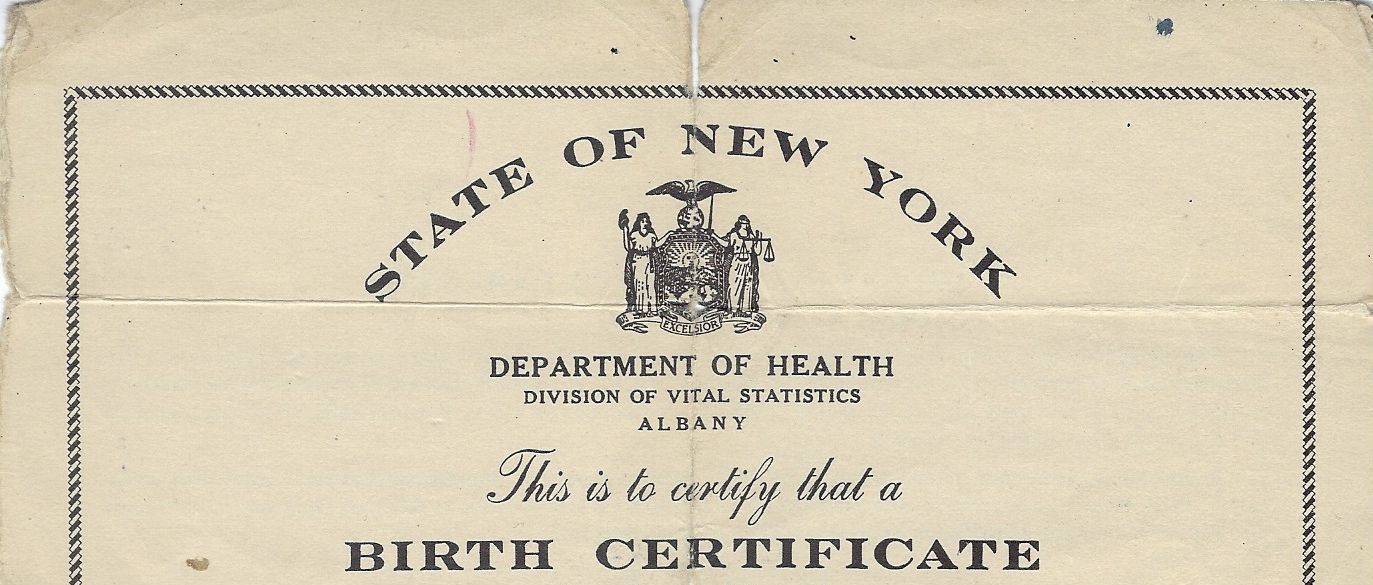 STATE OF NEW YORK
EXCELSIOR
DEPARTMENT OF HEALTH
DIVISION OF VITAL STATISTICS
ALBANY
This is to certify that a
BIRTH CERTIFICATE